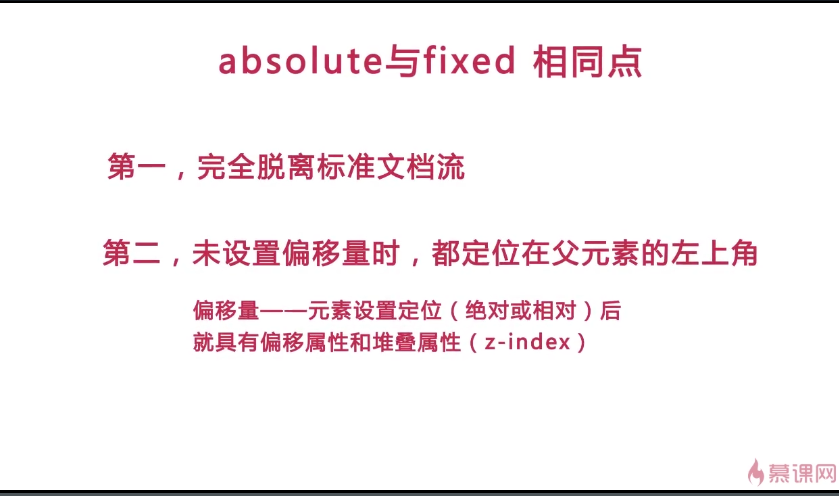 absolute与fixed 相同点
第一，完全脱离标准文档流
第二，未设置偏移量时，都定位在父元素的左上角
偏移量——元素设置定位（绝对或相对）后
就具有偏移属性和堆叠属性（z-index）
慕课网